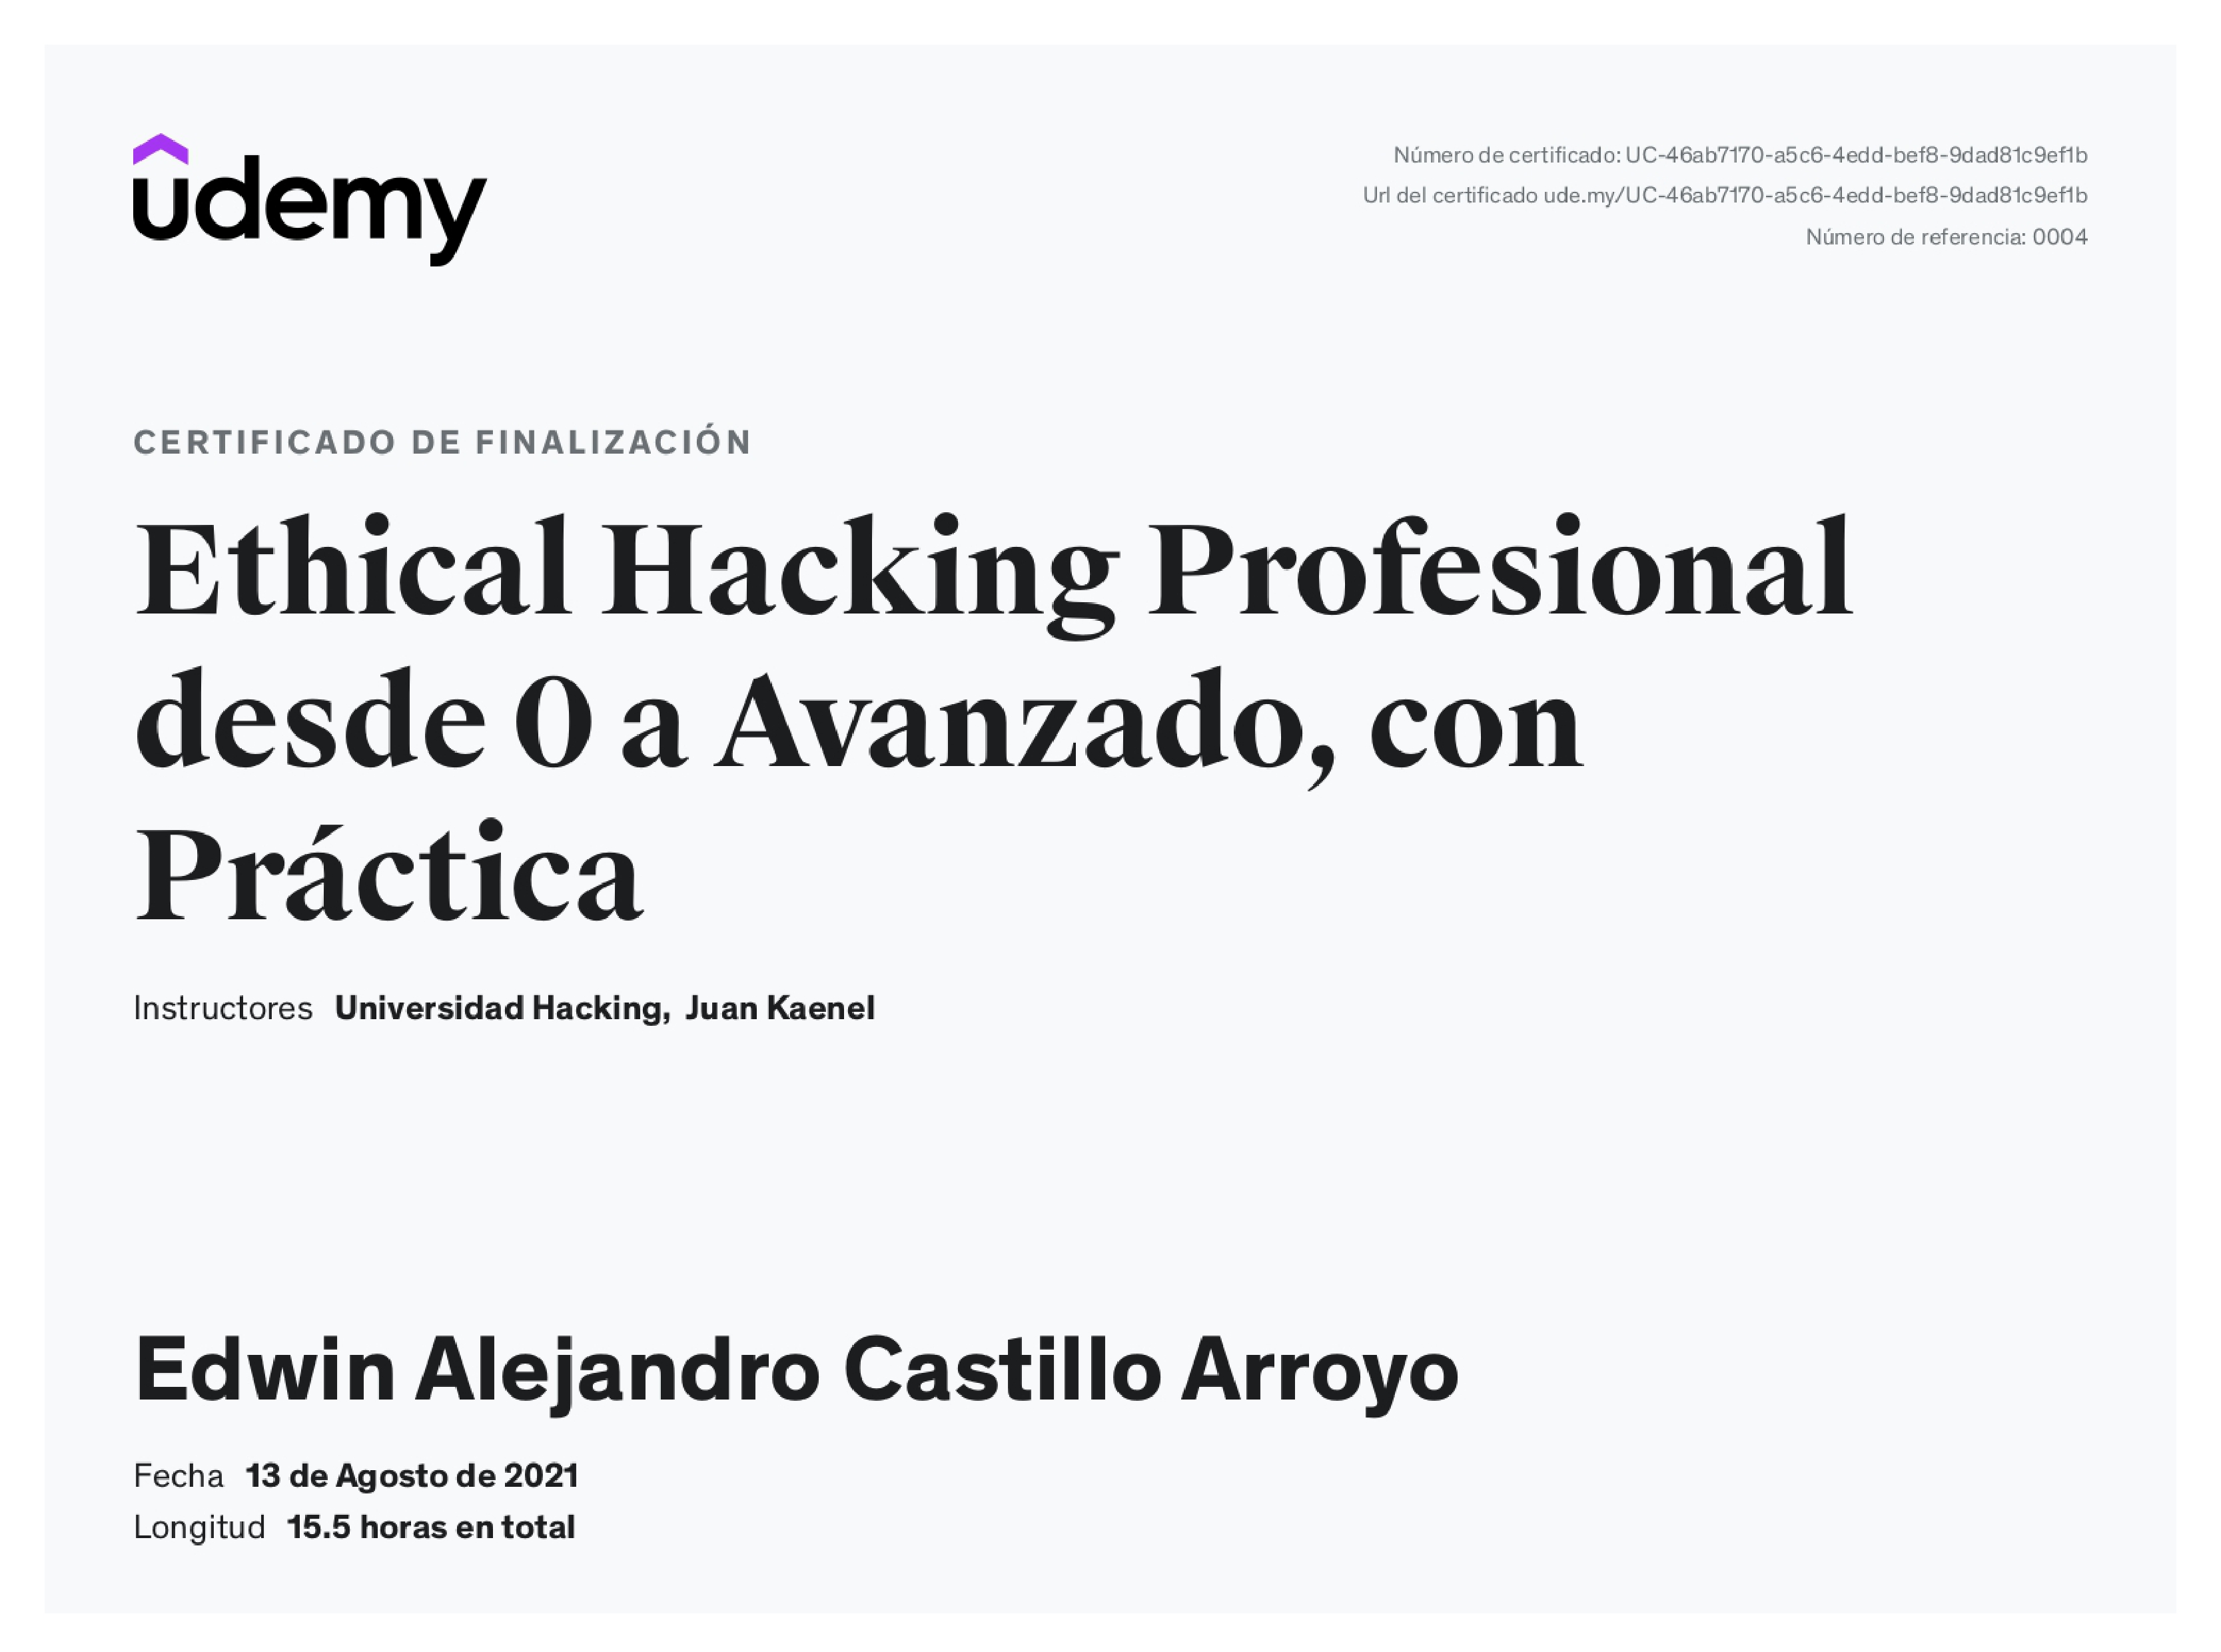 udemy
Número de certificado: UC-46ab7170-a5c6-4edd-bef8-9dad81c9ef1b
Url del certificado ude.my/UC-46ab7170-a5c6-4edd-bef8-9dad81c9ef1b
Número de referencia: 0004
CERTIFICADO DE FINALIZACIÓN
Ethical Hacking Profesional
desde 0 a Avanzado, con
Práctica
Instructores Universidad Hacking, Juan Kaenel
Edwin Alejandro Castillo Arroyo
Fecha 13 de Agosto de 2021
Longitud 15.5 horas en total